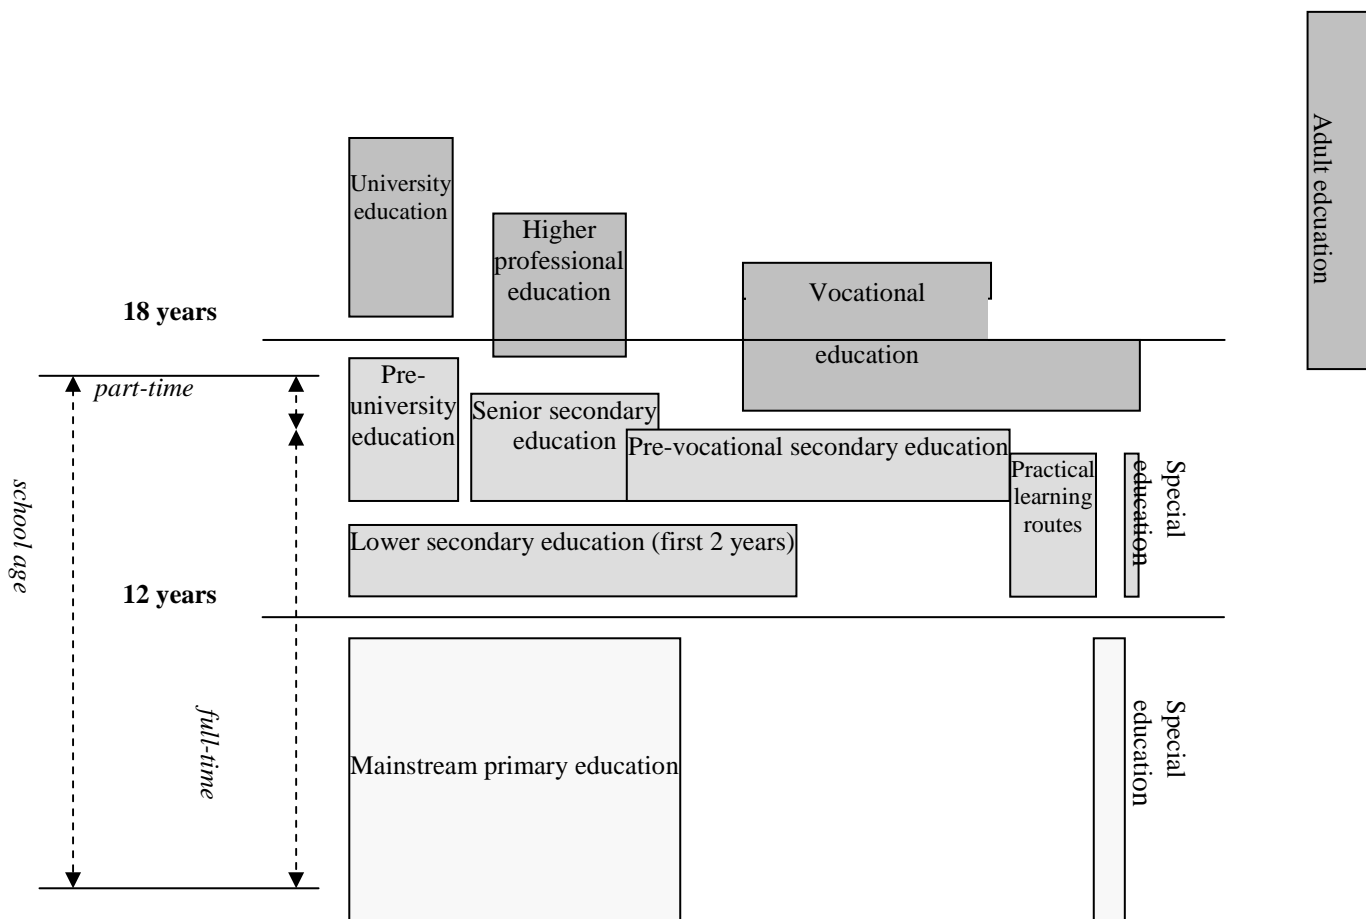 Adult edcuation
University
education
Higher
professional
education
Vocational
18 years
education
part-time
Pre-
university
education
Senior secondary
education
Pre-vocational secondary education
Practical
learning
routes
Special
education
school age
Lower secondary education (first 2 years)
12 years
full-time
Mainstream primary education
Special
education